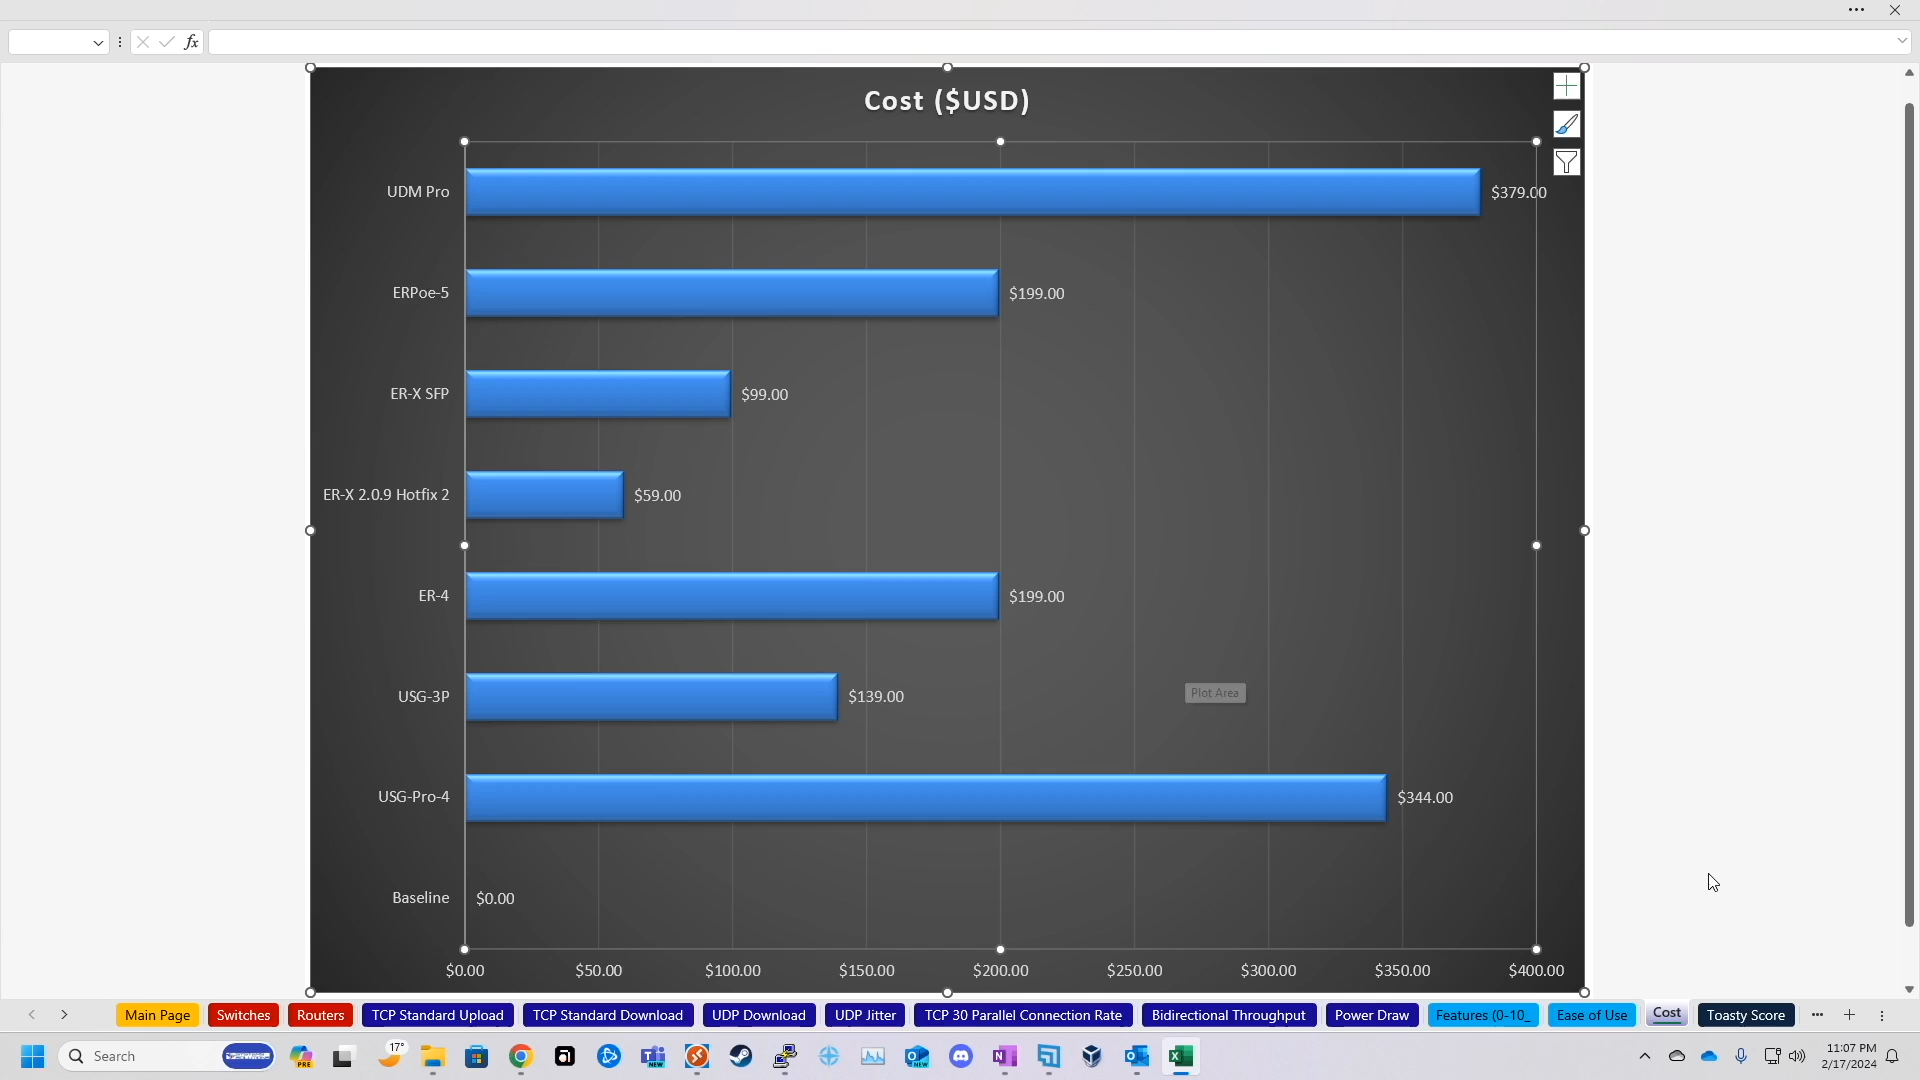 fx
Cost ($USD)
UDM Pro
$379.00
ERPoe-5
$199.00
ER-X SFP
$99.00
ER-X 2.0.9 Hotfix 2
$59.00
ER-4
$199.00
USG-3P
$139.00
Plot Area
USG-Pro-4
$344.00
Baseline
$0.00
$0.00 $50.00 $100.00 $150.00 $200.00 $250.00 $300.00 $350.00 $400.00
Main Page Switches Routers TCP Standard Upload TCP Standard Download UDP Download UDP Jitter TCP 30 Parallel Connection Rate Bidirectional Throughput Power Draw Features (0-10_ Ease of Use Cost Toasty Score
Search PRE 17° NEW NEW 11:07 PM
2/17/2024